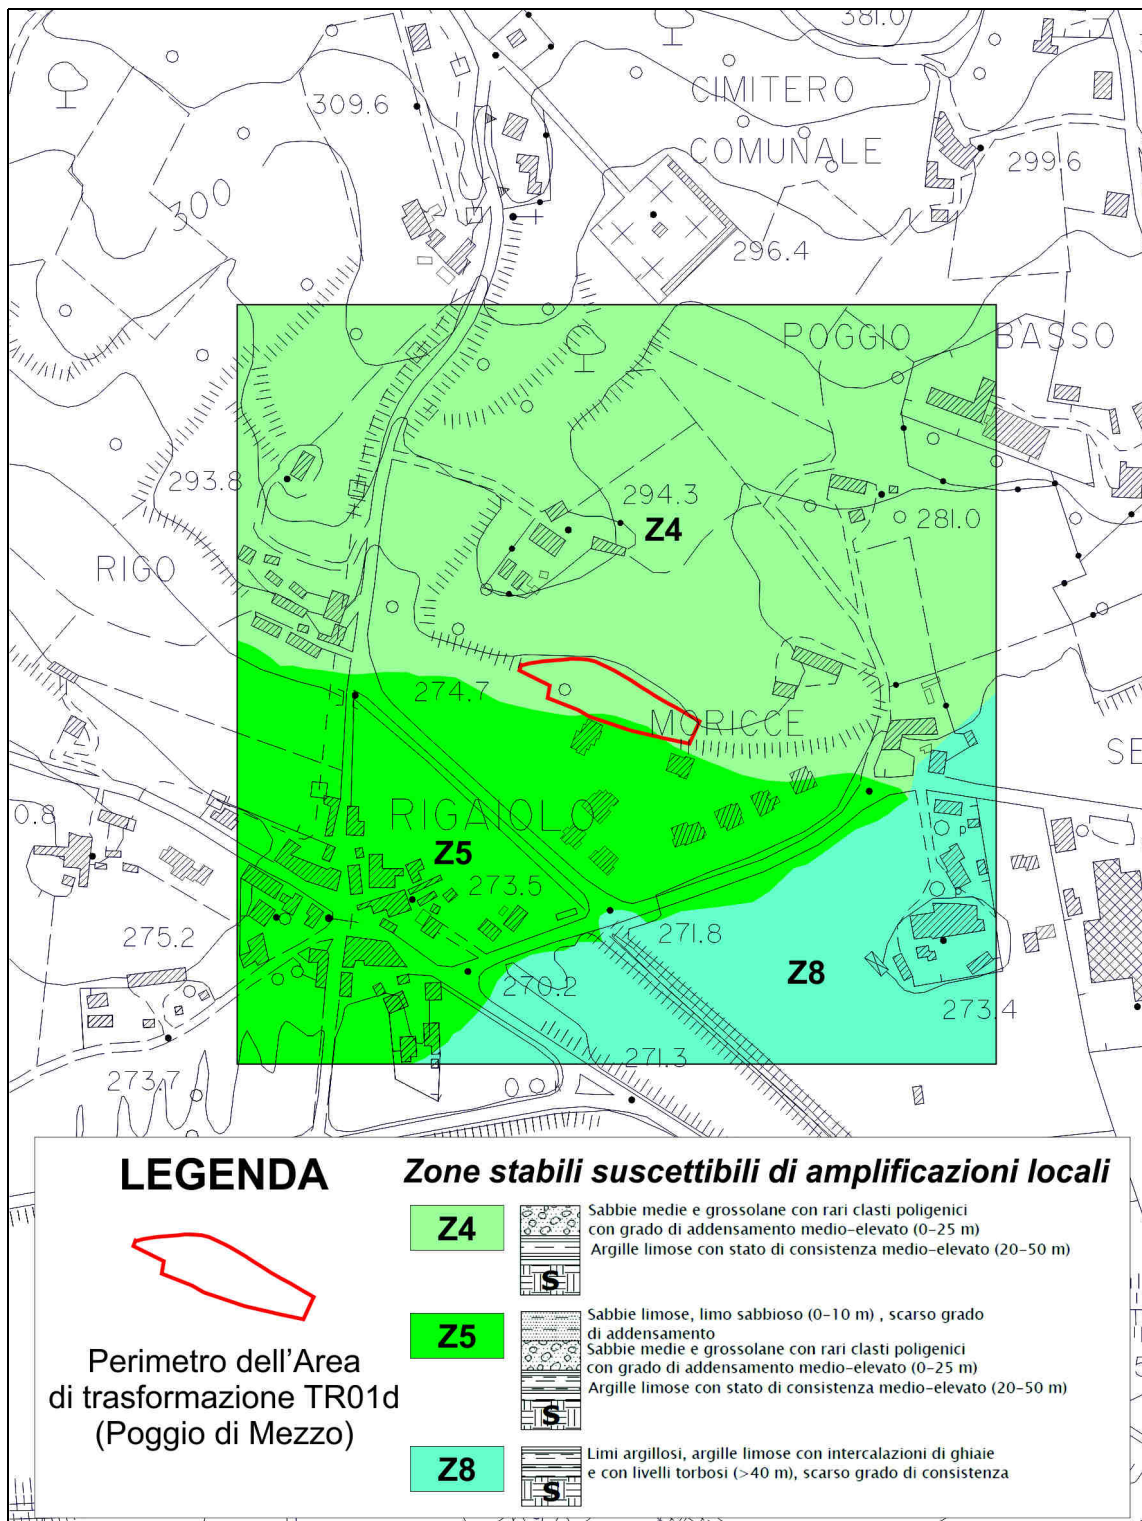 381.0
CIMITERO
309.6
COMUNALE
299.6
300
296.4
POGGIO BASSO
293.8
294.3
Z4
281.0
RIGO
274.7
MORICCE
SE
0.8
RIGAIOLO
Z5
273.5
275.2
271.8
Z8
270.2
273.4
271.3
273.7
LEGENDA
Perimetro dell'Area
di trasformazione TR01d
(Poggio di Mezzo)
Zone stabili suscettibili di amplificazioni locali
Z4
Sabbie medie e grossolane con rari clasti poligenici
con grado di addensamento medio-elevato (0-25 m)
Argille limose con stato di consistenza medio-elevato (20-50 m)
S
Z5
Sabbie limose, limo sabbioso (0-10 m) , scarso grado
di addensamento
Sabbie medie e grossolane con rari clasti poligenici
con grado di addensamento medio-elevato (0-25 m)
Argille limose con stato di consistenza medio-elevato (20-50 m)
S
Z8
Limi argillosi, argille limose con intercalazioni di ghiaie
e con livelli torbosi (>40 m), scarso grado di consistenza
S